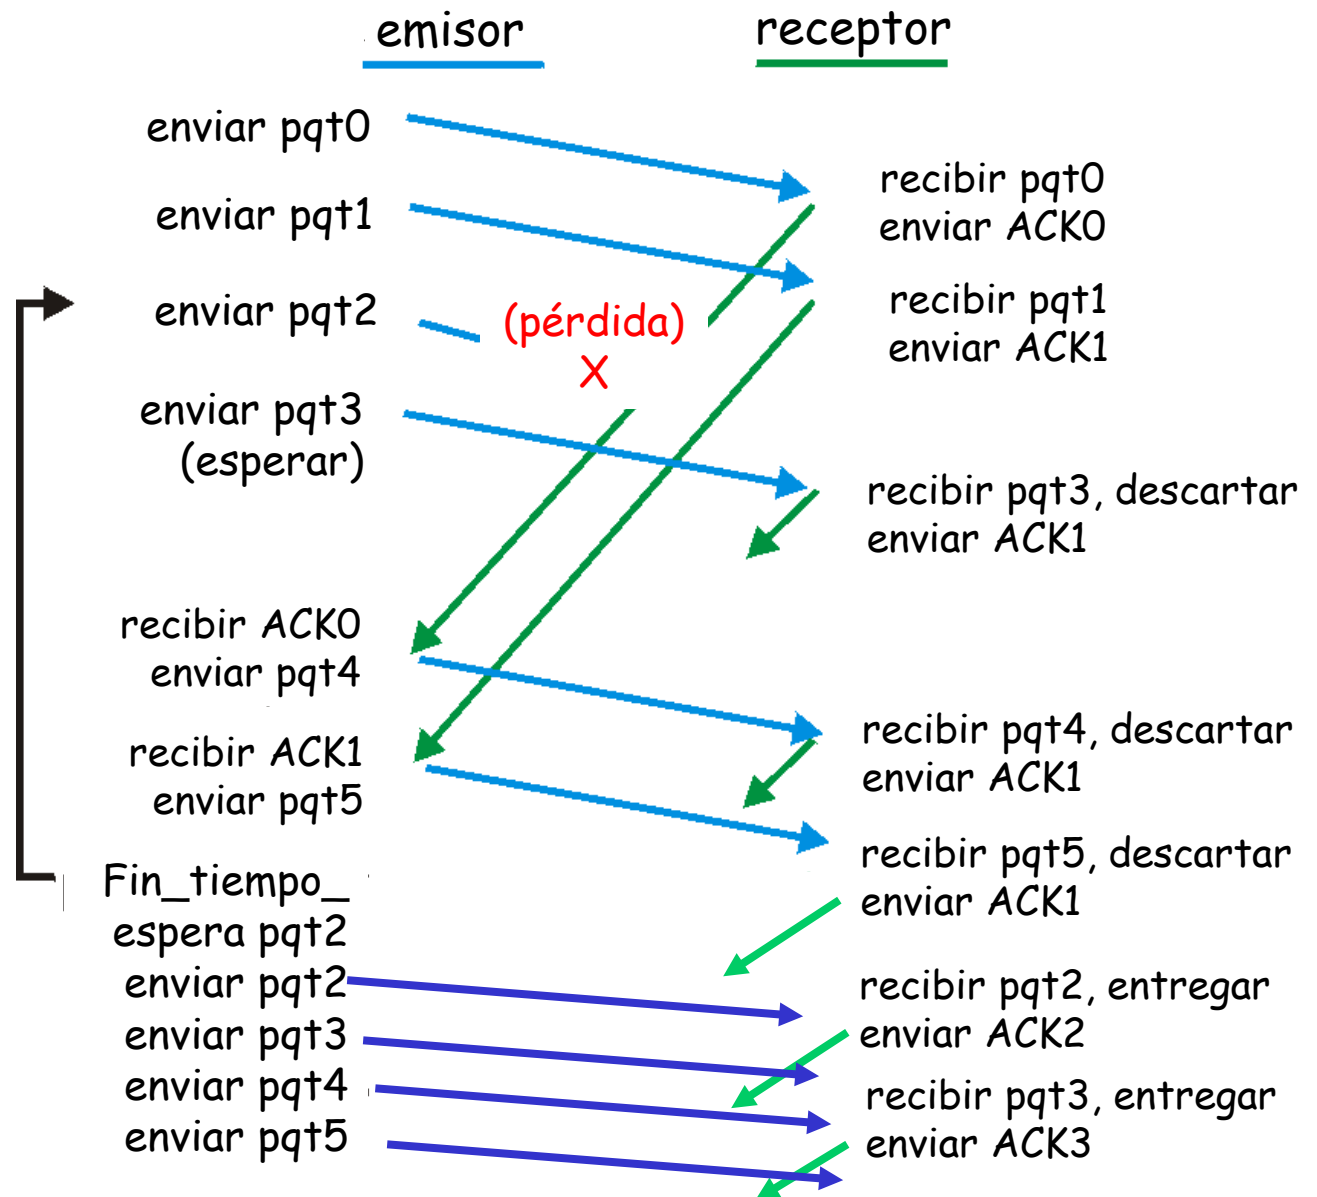 emisor
receptor
enviar pqt0
recibir pqt0
enviar ACK0
enviar pqt1
recibir pqt1
enviar ACK1
enviar pqt2
(pérdida)
X
enviar pqt3
(esperar)
recibir pqt3, descartar
enviar ACK1
recibir ACK0
enviar pqt4
recibir pqt4, descartar
enviar ACK1
recibir ACK1
enviar pqt5
recibir pqt5, descartar
enviar ACK1
Fin_tiempo_
espera pqt2
enviar pqt2
enviar pqt3
enviar pqt4
enviar pqt5
recibir pqt2, entregar
enviar ACK2
recibir pqt3, entregar
enviar ACK3